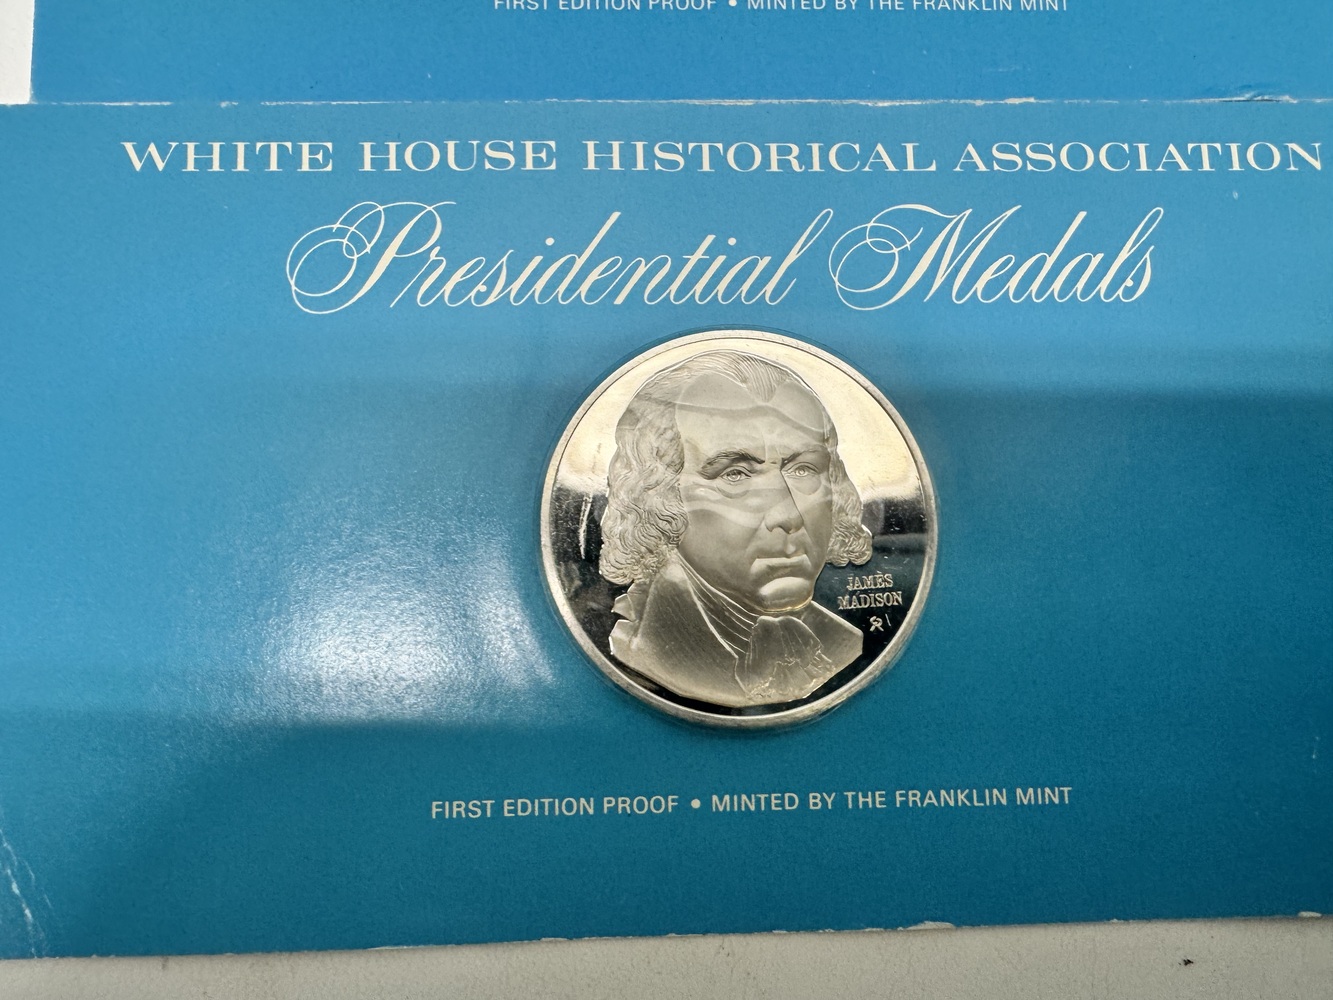 FIRST EDITION PROOF • MINTED BY THE FRANKLIN MINT
WHITE HOUSE HISTORICAL ASSOCIATION
Presidential Medals
JAMES
MADISON
FIRST EDITION PROOF • MINTED BY THE FRANKLIN MINT